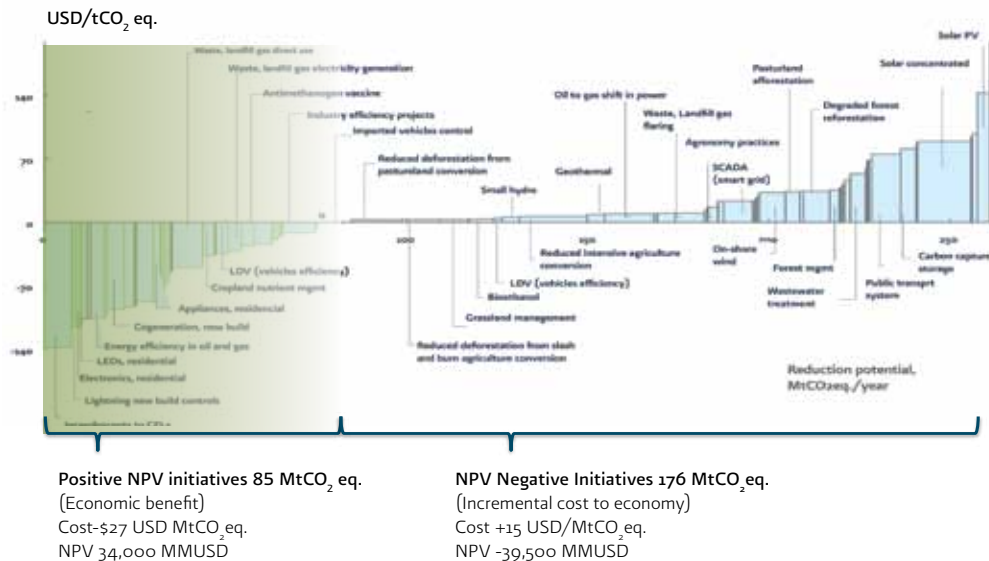 USD/tCO₂ eq.
Solar PV
Waste, landfill gas direct use
Solar concentrated
Waste, landfill gas electricity generation
Pasturland
afforestation
140
Antimethanogen vaccine
Oil to gas shift in power
Degraded forest
reforestation
Waste, Landfill gas
flaring
Industry efficiency projects
Imported vehicles control
Agronomy practices
70
Reduced deforestation from
pastureland conversion
SCADA
(smart grid)
Geothermal
Small hydro
0
0
Reduced Intensive agriculture
conversion
On-shore
wind
Carbon capture
storage
LDV (vehicles efficiency)
Forest mgmt
Cropland nutrient mgmt
LDV (vehicles efficiency)
Public transprt
system
-70
Bioethanol
Wastewater
treatment
Appliances, residencial
Grassland management
Cogeneration, new build
Energy efficiency in oil and gas
Reduced deforestation from slash
and burn agriculture conversion
-140
LEDs, residential
Electronics, residential
Reduction potential,
MtCO2eq./year
Lightning new build controls
Positive NPV initiatives 85 MtCO₂ eq.
(Economic benefit)
Cost-$27 USD MtCO₂eq.
NPV 34,000 MMUSD
NPV Negative Initiatives 176 MtCO₂eq.
(Incremental cost to economy)
Cost +15 USD/MtCO₂eq.
NPV -39,500 MMUSD